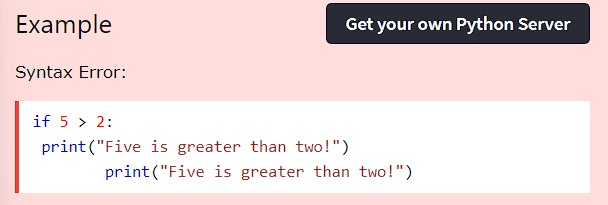 Example
Get your own Python Server
Syntax Error:
if 5 > 2:
 print("Five is greater than two!")
        print("Five is greater than two!")